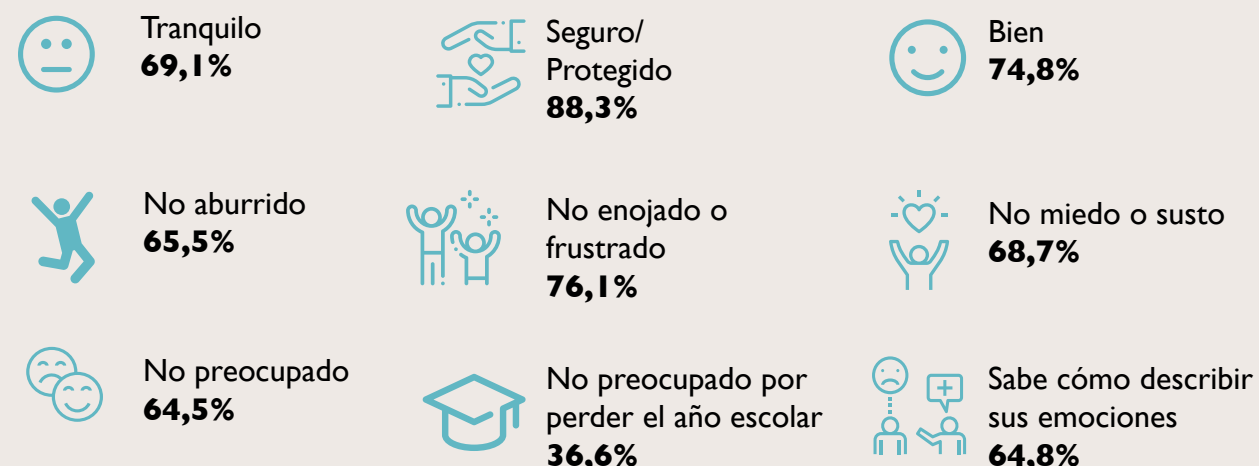 Tranquilo
69,1%
Seguro/
Protegido
88,3%
Bien
74,8%
No aburrido
65,5%
No enojado o
frustrado
76,1%
No miedo o susto
68,7%
No preocupado
64,5%
No preocupado por
perder el año escolar
36,6%
Sabe cómo describir
sus emociones
64,8%